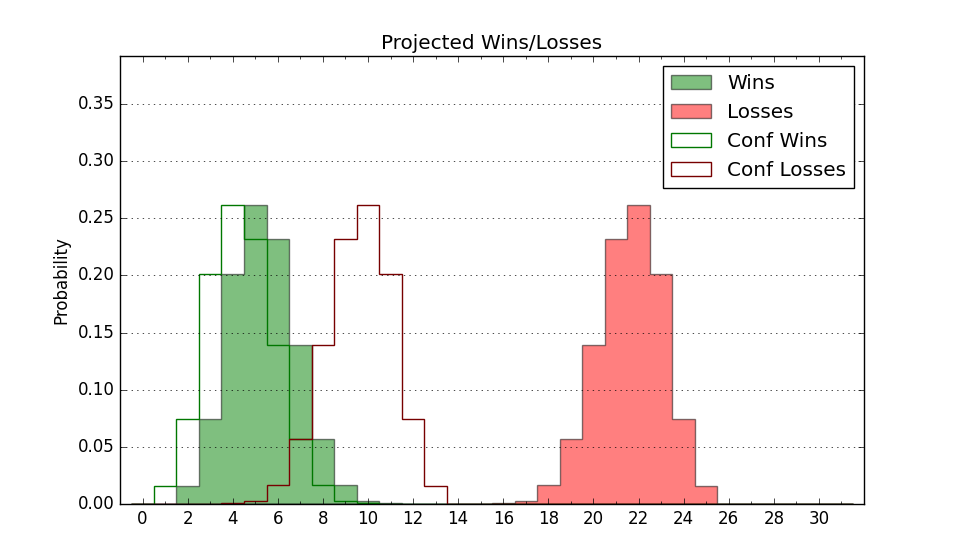 Projected Wins/Losses
Wins
Losses
Conf Wins
Conf Losses
Probability
0.35
0.30
0.25
0.20
0.15
0.10
0.05
0.00
0 2 4 6 8 10 12 14 16 18 20 22 24 26 28 30